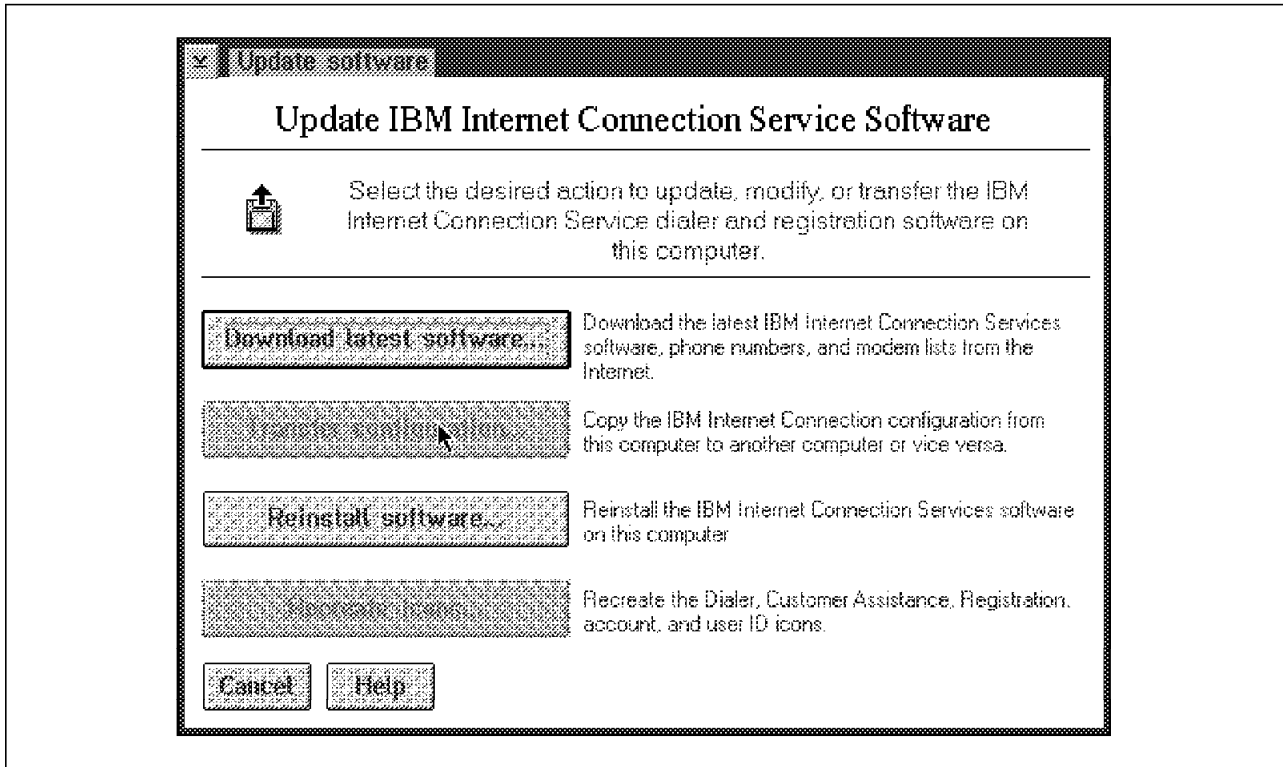 Update software
Update IBM Internet Connection Service Software
Select the desired action to update, modify, or transfer the IBM
Internet Connection Service dialer and registration software on
this computer.
Download latest software...
Download the latest IBM Internet Connection Services
software, phone numbers, and modem lists from the
Internet.
Copy the IBM Internet Connection configuration from
this computer to another computer or vice versa.
Reinstall software...
Reinstall the IBM Internet Connection Services software
on this computer
Recreate the Dialer, Customer Assistance, Registration,
account, and user ID icons.
Cancel
Help